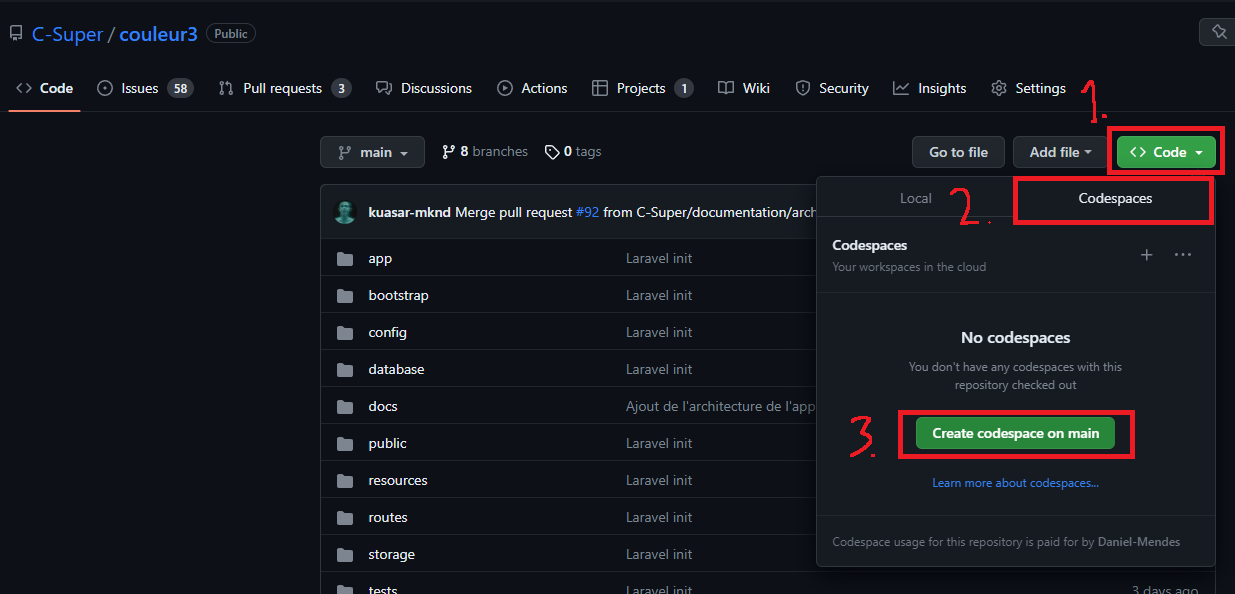 C-Super / couleur3 Public
<> Code Issues 58 Pull requests 3 Discussions Actions Projects 1 Wiki Security Insights Settings
1.
main 8 branches 0 tags Go to file Add file <> Code
Local 2. Codespaces
kuasar-mknd Merge pull request #92 from C-Super/documentation/arch
Codespaces
Your workspaces in the cloud
app Laravel init
bootstrap Laravel init
config Laravel init
No codespaces
You don't have any codespaces with this
repository checked out
database Laravel init
docs Ajout de l'architecture de l'app
3. Create codespace on main
public Laravel init
resources Laravel init
Learn more about codespaces...
routes Laravel init
storage Laravel init
Codespace usage for this repository is paid for by Daniel-Mendes
tests Laravel init 3 days ago